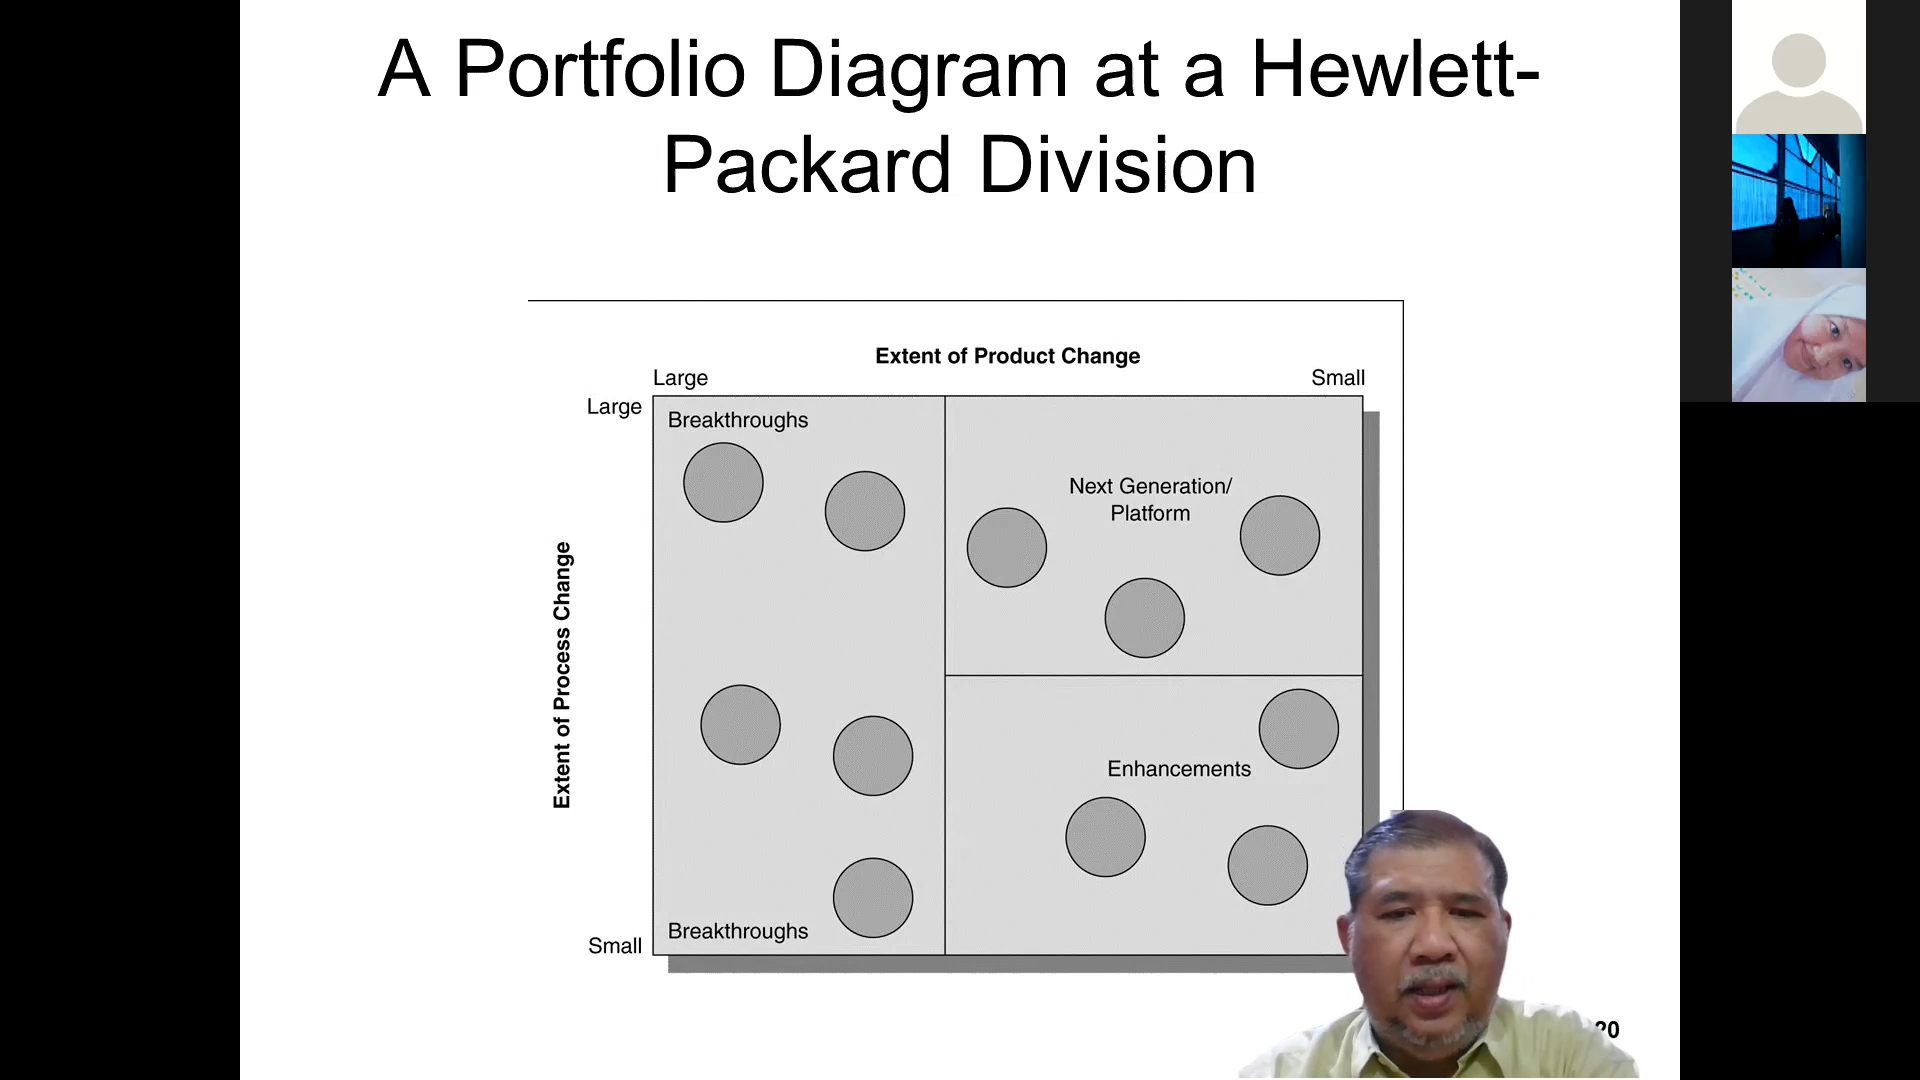 A Portfolio Diagram at a Hewlett-
Packard Division
Extent of Product Change
Large
Small
Large
Breakthroughs
Next Generation/
Platform
Extent of Process Change
Enhancements
Breakthroughs
Small
20